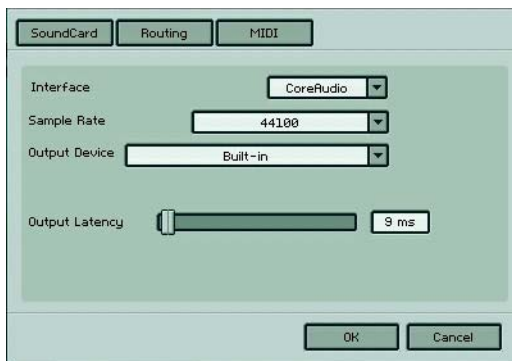 SoundCard Routing MIDI
Interface CoreAudio
Sample Rate 44100
Output Device Built-in
Output Latency 9 ms
OK Cancel